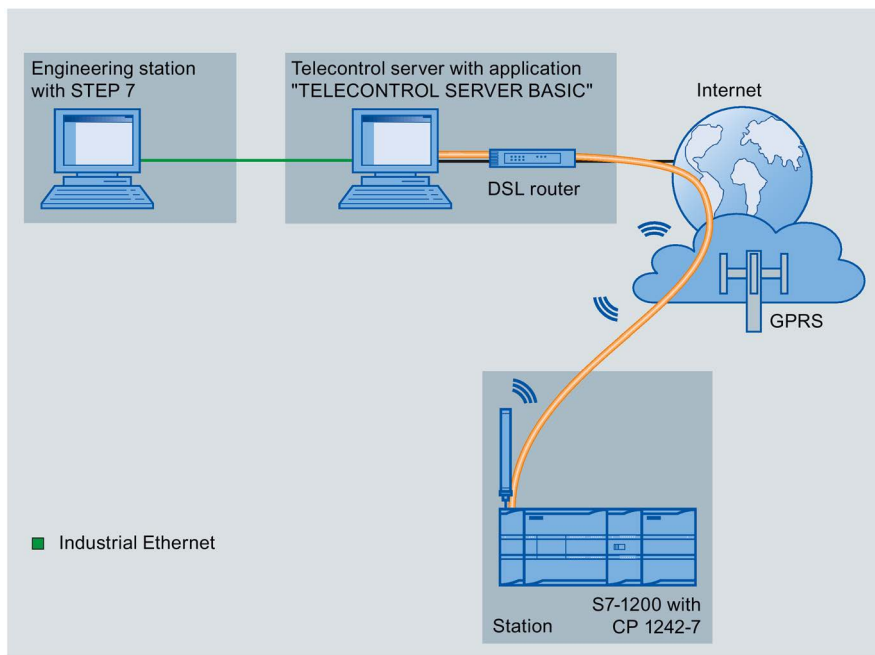 Engineering station
with STEP 7
Telecontrol server with application
"TELECONTROL SERVER BASIC"
Internet
DSL router
GPRS
Industrial Ethernet
S7-1200 with
CP 1242-7
Station